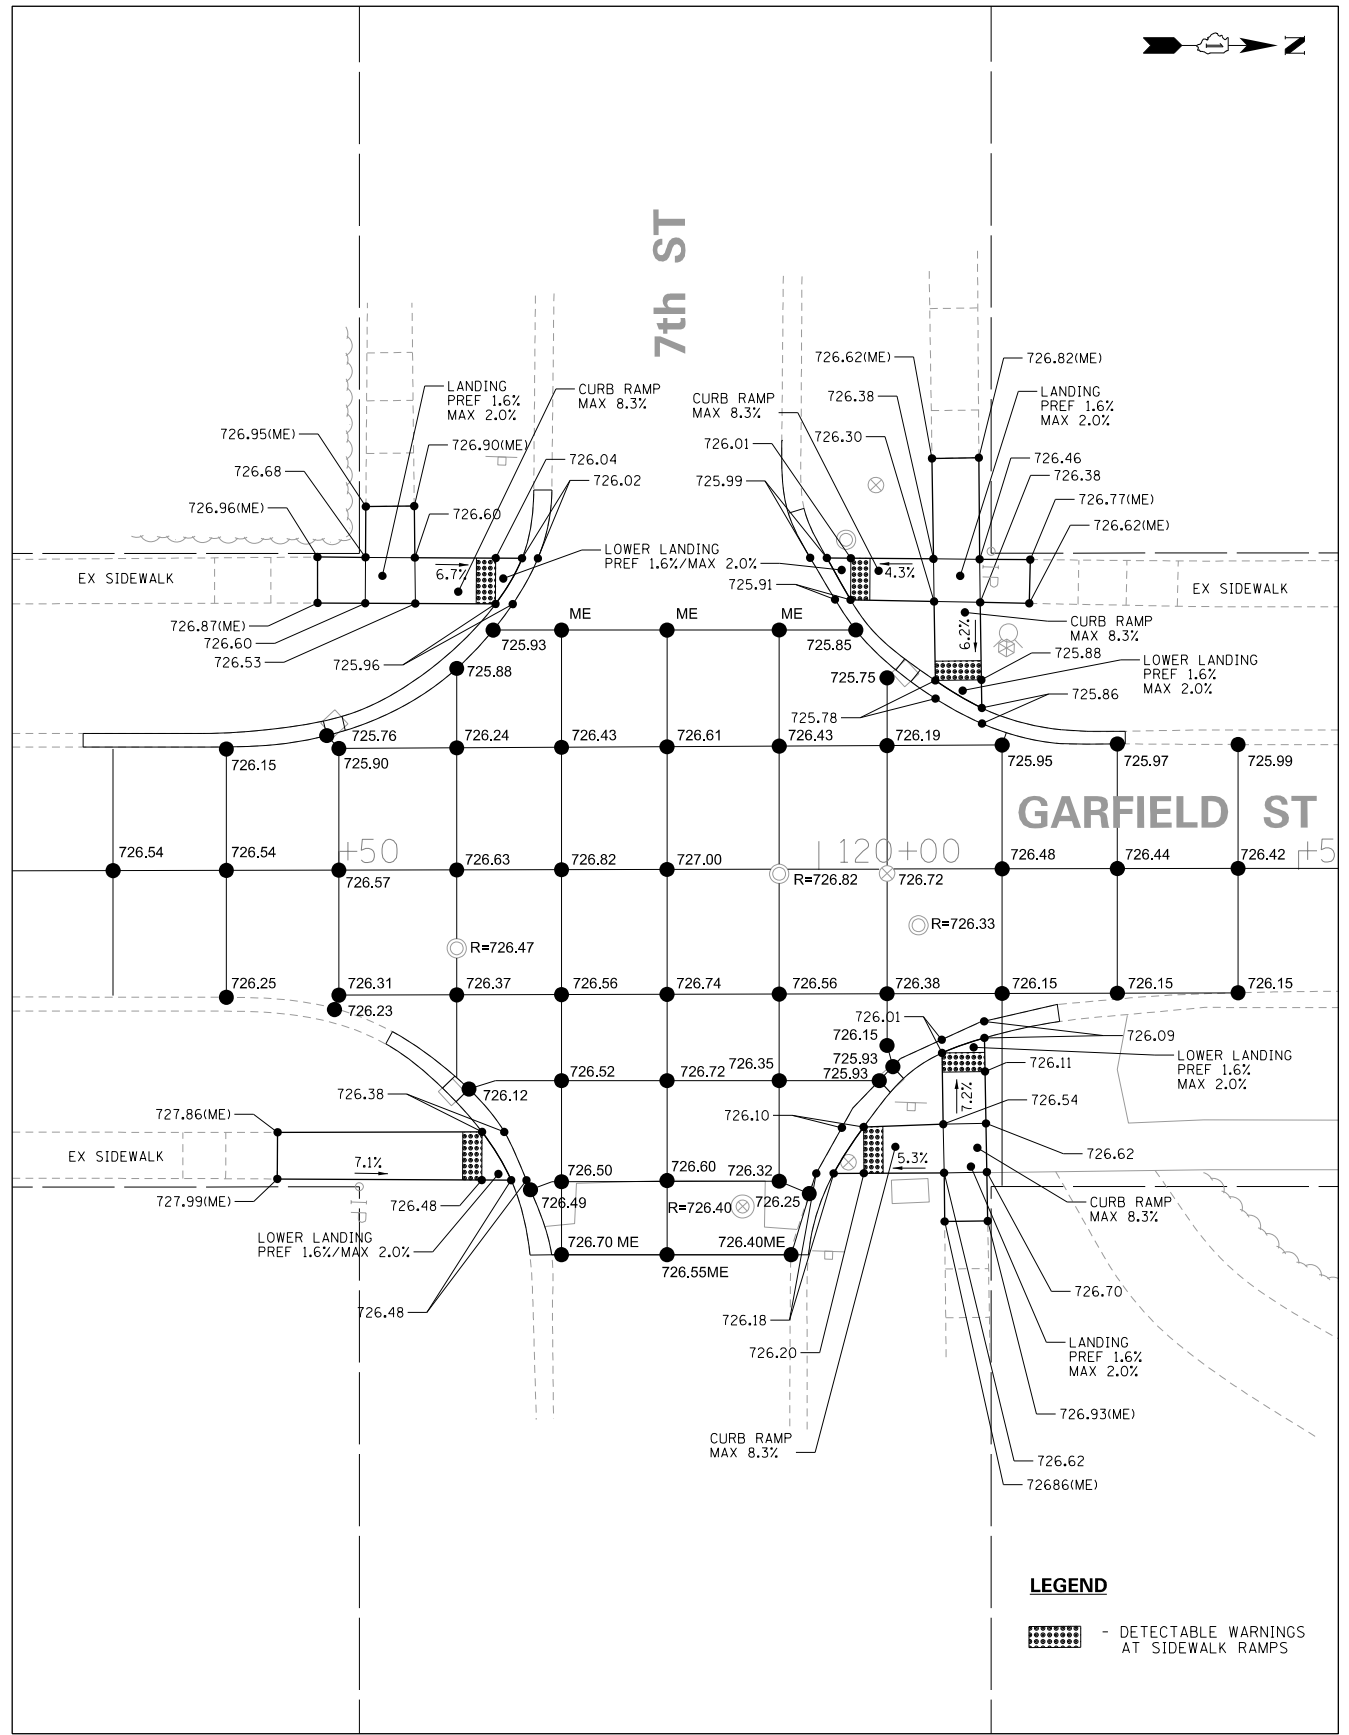 N
7th ST
LANDING
PREF 1.6%
MAX 2.0%
CURB RAMP
MAX 8.3%
CURB RAMP
MAX 8.3%
726.62(ME)
726.82(ME)
726.38
LANDING
PREF 1.6%
MAX 2.0%
726.95(ME)
726.90(ME)
726.01
726.30
726.68
726.04
726.46
725.99
726.38
726.02
726.96(ME)
726.60
726.77(ME)
726.62(ME)
LOWER LANDING
PREF 1.6%/MAX 2.0%
EX SIDEWALK
6.7%
4.3%
EX SIDEWALK
IP
725.91
726.87(ME)
726.60
726.53
725.96
ME
ME
ME
725.93
725.85
6.2%
CURB RAMP
MAX 8.3%
725.88
LOWER LANDING
PREF 1.6%
MAX 2.0%
725.88
725.75
725.86
725.78
725.76
726.24
726.43
726.61
726.43
726.19
726.15
725.90
725.95
725.97
725.99
GARFIELD ST
+50
120+00
+5
726.54
726.54
726.57
726.63
726.82
727.00
R=726.82
726.72
726.48
726.44
726.42
R=726.47
R=726.33
726.25
726.31
726.37
726.56
726.74
726.56
726.38
726.15
726.15
726.15
726.23
726.01
726.15
726.09
LOWER LANDING
PREF 1.6%
MAX 2.0%
725.93
725.93
726.11
726.52
726.72
726.35
726.38
726.12
7.2%
726.54
727.86(ME)
726.10
EX SIDEWALK
7.1%
5.3%
726.62
727.99(ME)
IP
726.48
726.49
726.50
726.60
726.32
726.25
R=726.40
CURB RAMP
MAX 8.3%
LOWER LANDING
PREF 1.6%/MAX 2.0%
726.70 ME
726.55ME
726.40ME
726.70
726.48
726.18
726.20
LANDING
PREF 1.6%
MAX 2.0%
726.93(ME)
CURB RAMP
MAX 8.3%
726.62
72686(ME)
LEGEND
- DETECTABLE WARNINGS
AT SIDEWALK RAMPS